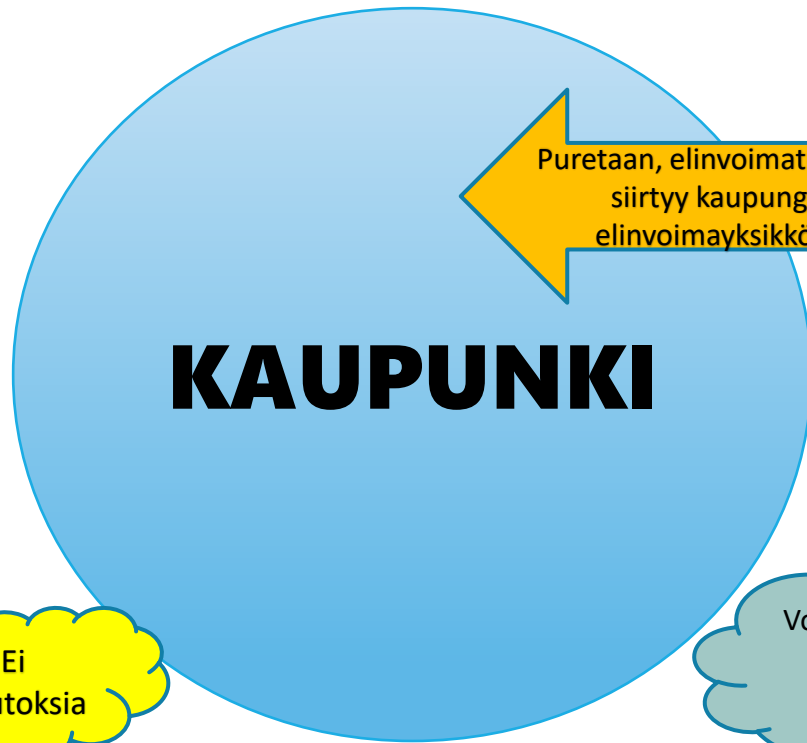 Puretaan, elinvoimat
siirtyy kaupung
elinvoimayksikkö
KAUPUNKI
Ei
utoksia
Vo